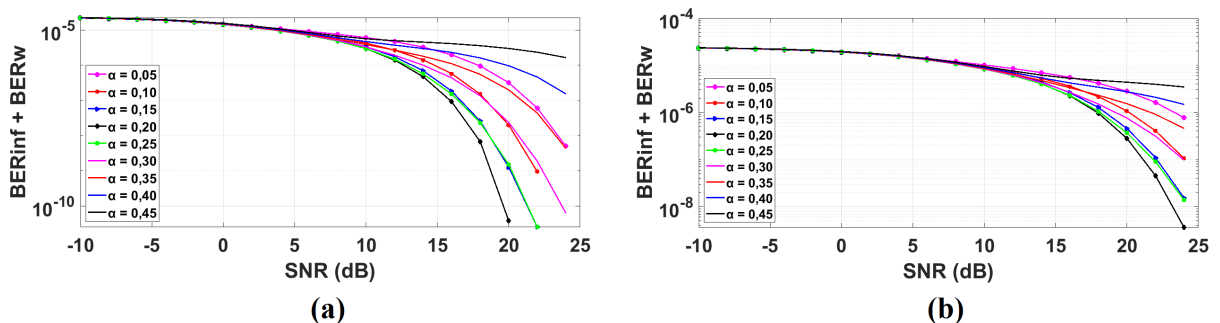 BERinf + BERw
10^-5
10^-10
α = 0,05
α = 0,10
α = 0,15
α = 0,20
α = 0,25
α = 0,30
α = 0,35
α = 0,40
α = 0,45
-10 -5 0 5 10 15 20 25
SNR (dB)
(a)
BERinf + BERw
10^-4
10^-6
10^-8
α = 0,05
α = 0,10
α = 0,15
α = 0,20
α = 0,25
α = 0,30
α = 0,35
α = 0,40
α = 0,45
-10 -5 0 5 10 15 20 25
SNR (dB)
(b)